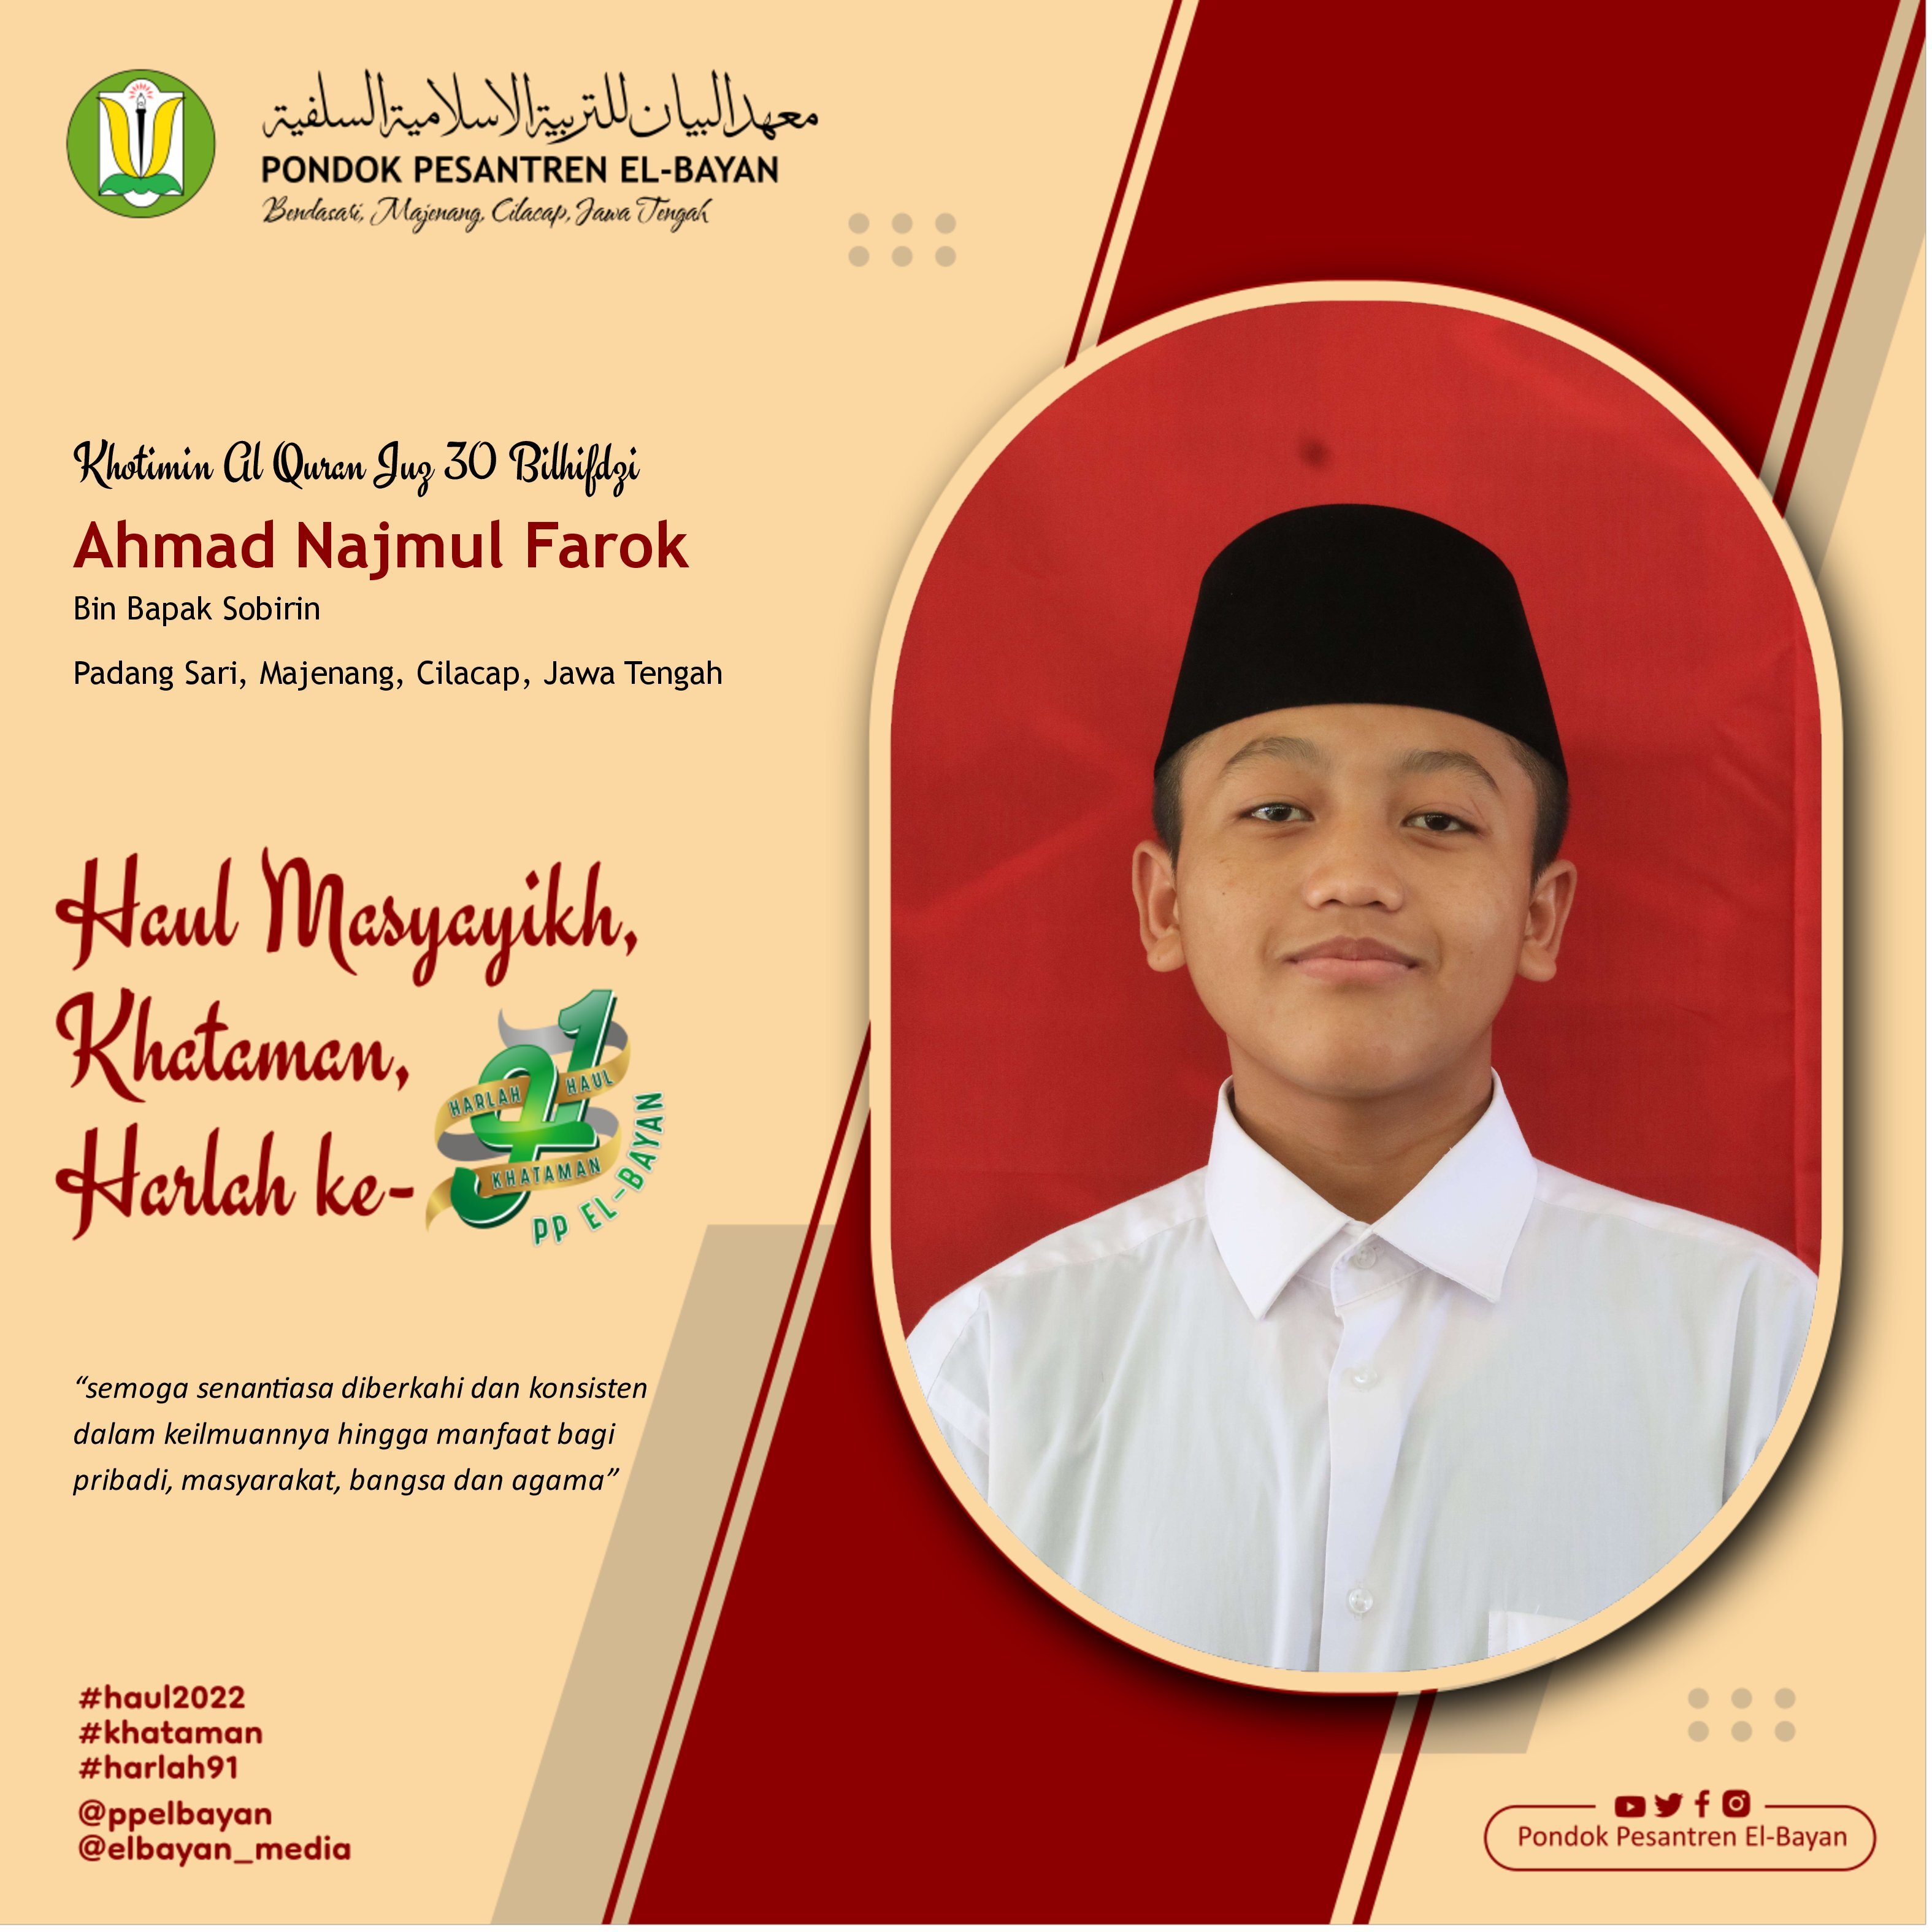 معهد البيان للتربية الاسلامية السلفية
PONDOK PESANTREN EL-BAYAN
Bendasari, Majenang, Cilacap, Jawa Tengah
Khotimin Al Quran Juz 30 Bilhifdzi
Ahmad Najmul Farok
Bin Bapak Sobirin
Padang Sari, Majenang, Cilacap, Jawa Tengah
Haul Masyayikh,
Khataman,
Harlah ke-
91
HARLAH HAUL
KHATAMAN
PP EL-BAYAN
“semoga senantiasa diberkahi dan konsisten
dalam keilmuannya hingga manfaat bagi
pribadi, masyarakat, bangsa dan agama”
#haul2022
#khataman
#harlah91
@ppelbayan
@elbayan_media
Pondok Pesantren El-Bayan